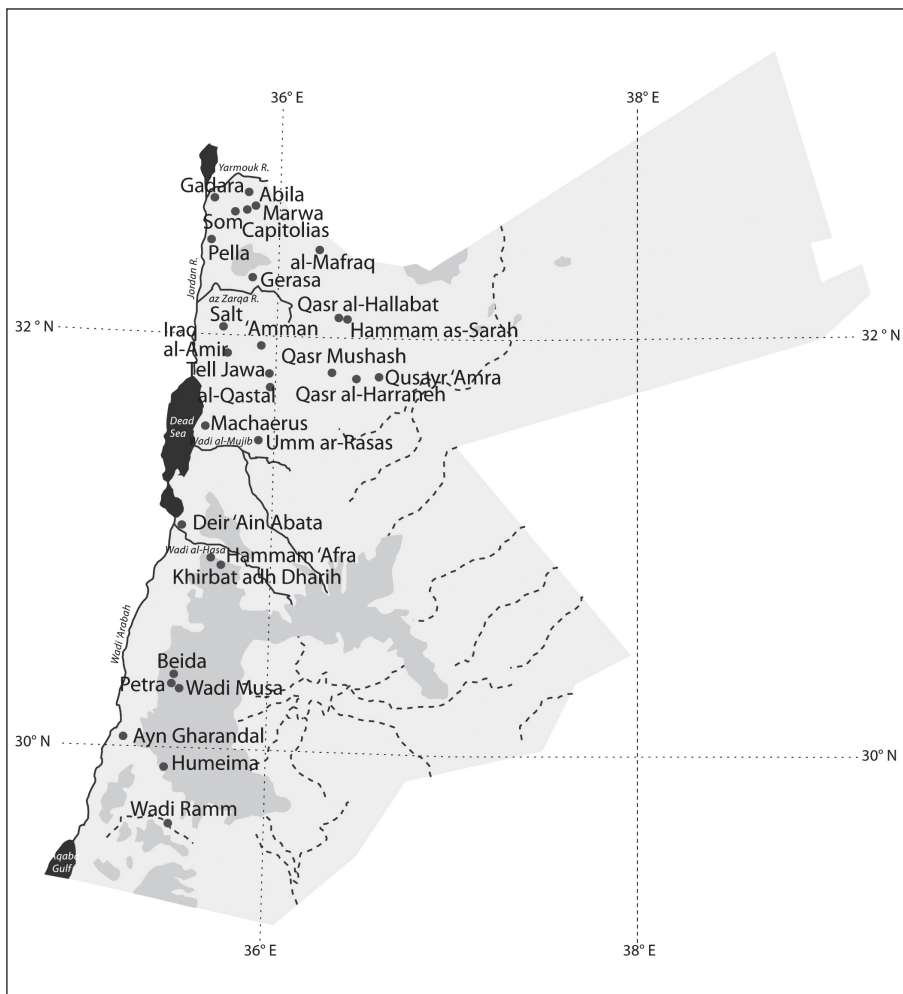 36° E
38° E
Yarmouk R.
Gadara
Abila
Marwa
Som
Capitolias
Pella
al-Mafraq
Jordan R.
Gerasa
az Zarqa R.
Qasr al-Hallabat
Salt
32° N
Iraq
al-Amir
‘Amman
Hammam as-Sarah
32° N
Qasr Mushash
Tell Jawa
Qusayr ‘Amra
al-Qastal
Qasr al-Harraneh
Dead
Sea
Machaerus
Wadi al-Mujib
Umm ar-Rasas
Deir ‘Ain Abata
Wadi al-Hasa
Hammam ‘Afra
Khirbat adh Dharih
Wadi ‘Arabah
Beida
Petra
Wadi Musa
30° N
Ayn Gharandal
30° N
Humeima
Wadi Ramm
Aqaba
Gulf
36° E
38° E